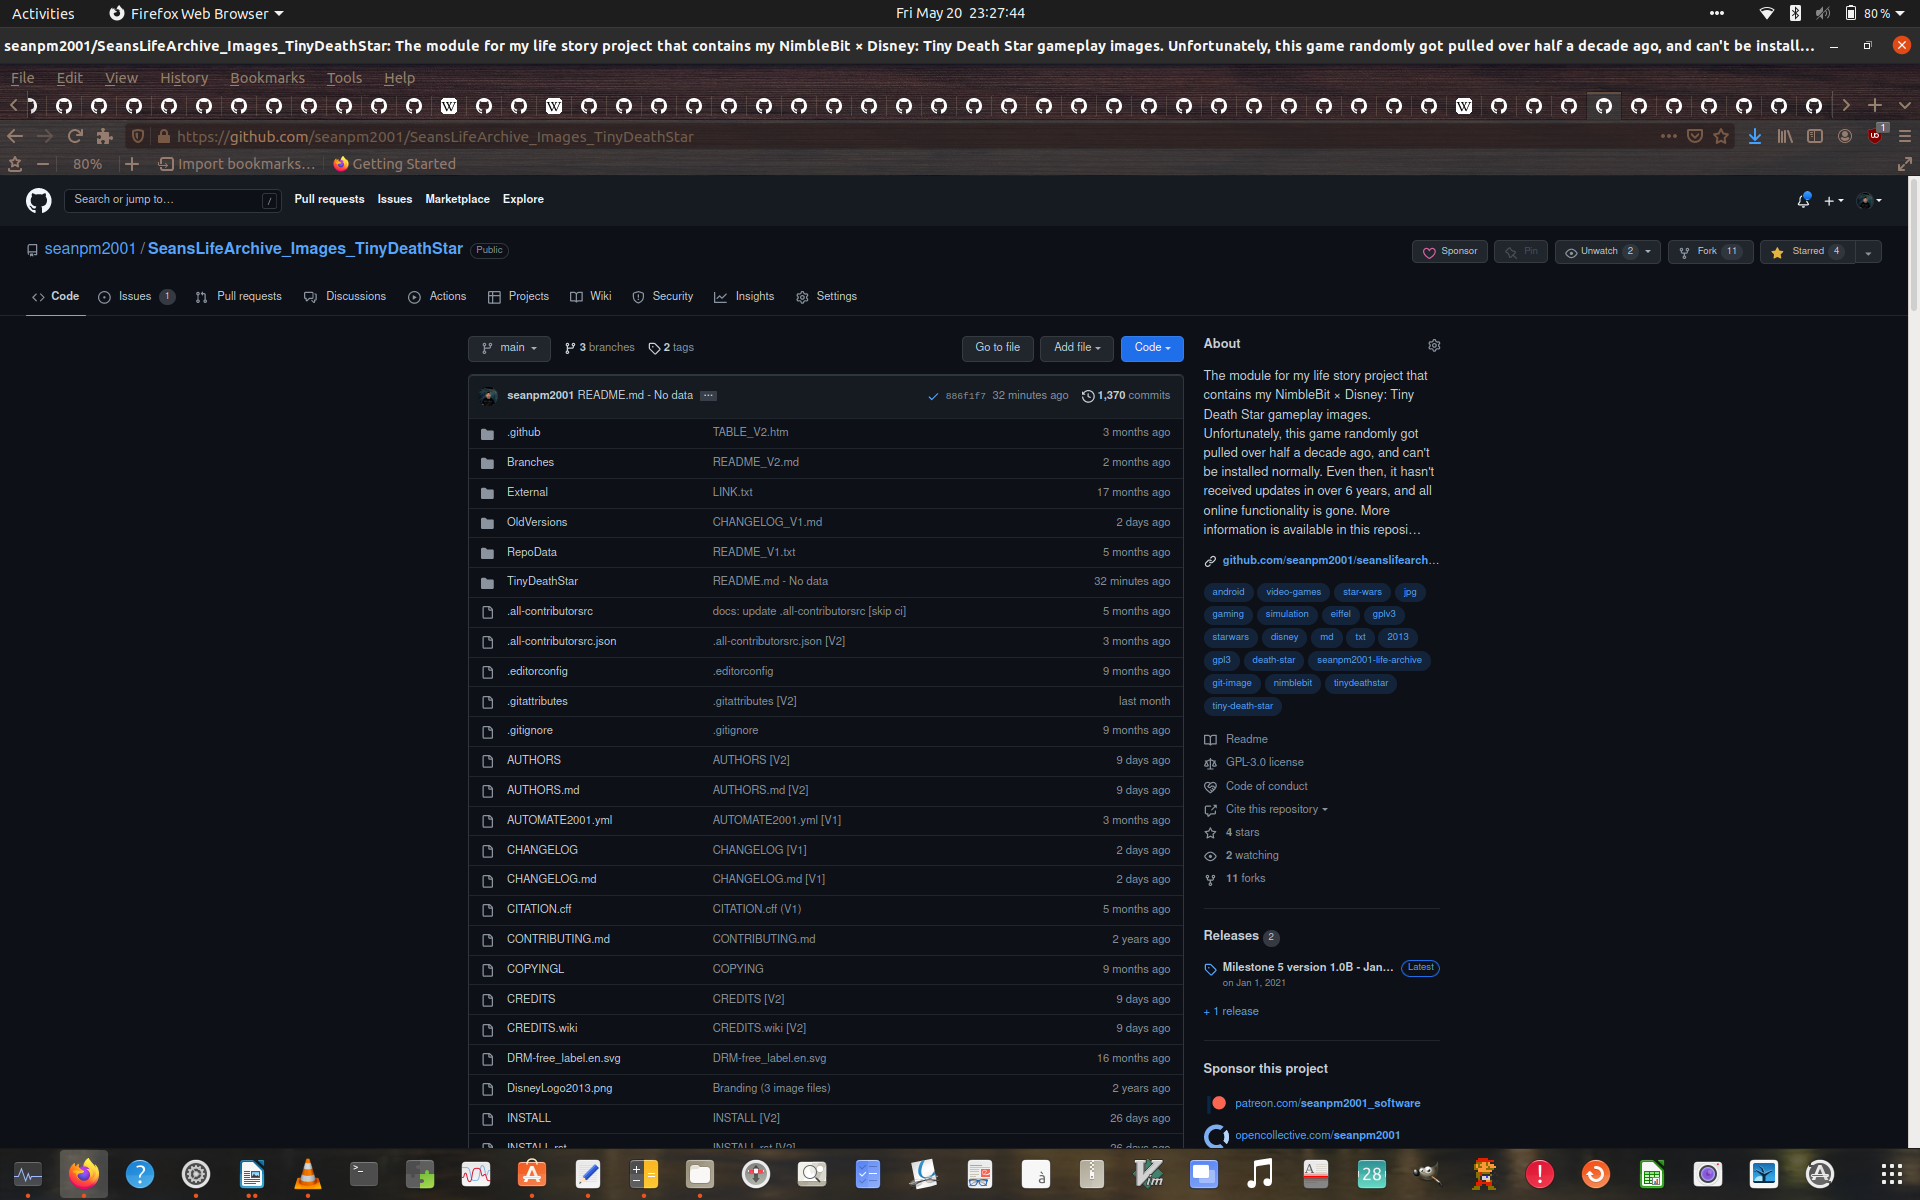 Activities Firefox Web Browser Fri May 20 23:27:44 80 %
seanpm2001/SeansLifeArchive_Images_TinyDeathStar: The module for my life story project that contains my NimbleBit × Disney: Tiny Death Star gameplay images. Unfortunately, this game randomly got pulled over half a decade ago, and can't be install…
File Edit View History Bookmarks Tools Help
https://github.com/seanpm2001/SeansLifeArchive_Images_TinyDeathStar 1
80% Import bookmarks… Getting Started
Search or jump to… / Pull requests Issues Marketplace Explore
seanpm2001 / SeansLifeArchive_Images_TinyDeathStar Public Sponsor Pin Unwatch 2 Fork 11 Starred 4
Code Issues 1 Pull requests Discussions Actions Projects Wiki Security Insights Settings
main 3 branches 2 tags Go to file Add file Code
seanpm2001 README.md - No data ··· 886f1f7 32 minutes ago 1,370 commits
.github TABLE_V2.htm 3 months ago
Branches README_V2.md 2 months ago
External LINK.txt 17 months ago
OldVersions CHANGELOG_V1.md 2 days ago
RepoData README_V1.txt 5 months ago
TinyDeathStar README.md - No data 32 minutes ago
.all-contributorsrc docs: update .all-contributorsrc [skip ci] 5 months ago
.all-contributorsrc.json .all-contributorsrc.json [V2] 3 months ago
.editorconfig .editorconfig 9 months ago
.gitattributes .gitattributes [V2] last month
.gitignore .gitignore 9 months ago
AUTHORS AUTHORS [V2] 9 days ago
AUTHORS.md AUTHORS.md [V2] 9 days ago
AUTOMATE2001.yml AUTOMATE2001.yml [V1] 3 months ago
CHANGELOG CHANGELOG [V1] 2 days ago
CHANGELOG.md CHANGELOG.md [V1] 2 days ago
CITATION.cff CITATION.cff (V1) 5 months ago
CONTRIBUTING.md CONTRIBUTING.md 2 years ago
COPYINGL COPYING 9 months ago
CREDITS CREDITS [V2] 9 days ago
CREDITS.wiki CREDITS.wiki [V2] 9 days ago
DRM-free_label.en.svg DRM-free_label.en.svg 16 months ago
DisneyLogo2013.png Branding (3 image files) 2 years ago
INSTALL INSTALL [V2] 26 days ago
INSTALL.rst INSTALL.rst [V2] 26 days ago
About
The module for my life story project that
contains my NimbleBit × Disney: Tiny
Death Star gameplay images.
Unfortunately, this game randomly got
pulled over half a decade ago, and can't
be installed normally. Even then, it hasn't
received updates in over 6 years, and all
online functionality is gone. More
information is available in this reposi…
github.com/seanpm2001/seanslifearch…
android video-games star-wars jpg
gaming simulation eiffel gplv3
starwars disney md txt 2013
gpl3 death-star seanpm2001-life-archive
git-image nimblebit tinydeathstar
tiny-death-star
Readme
GPL-3.0 license
Code of conduct
Cite this repository
4 stars
2 watching
11 forks
Releases 2
Milestone 5 version 1.0B - Jan… Latest
on Jan 1, 2021
+ 1 release
Sponsor this project
patreon.com/seanpm2001_software
opencollective.com/seanpm2001
Vim 28